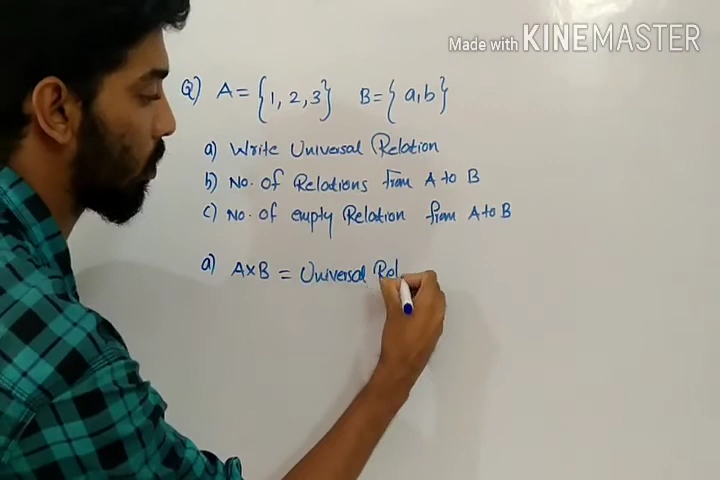 Made with KINEMASTER
Q) A = {1, 2, 3} B = {a, b}
a) Write Universal Relation
b) No. of Relations from A to B
c) No. of empty Relation from A to B
a) A×B = Universal Rel